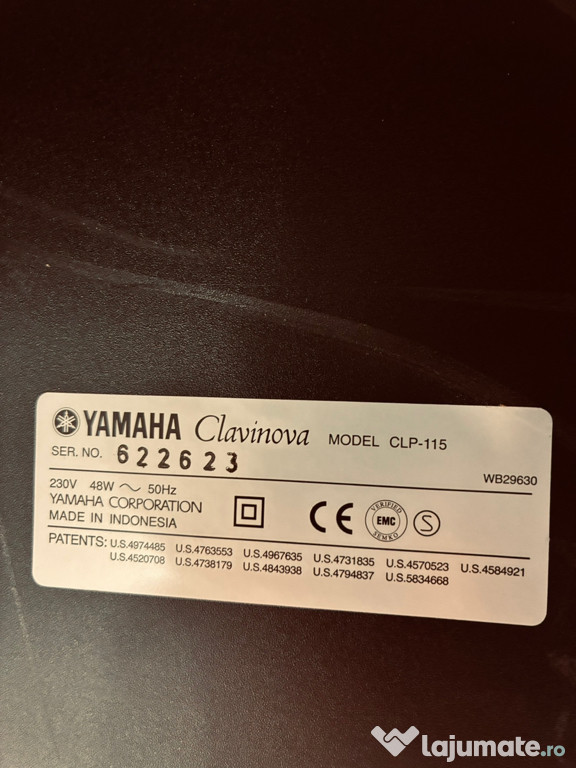 YAMAHA Clavinova MODEL CLP-115
SER. NO. 622623
WB29630
230V 48W ~ 50Hz
YAMAHA CORPORATION
MADE IN INDONESIA
CE
VERIFIED
EMC
SEMKO
S
PATENTS: U.S.4974485 U.S.4763553 U.S.4967635 U.S.4731835 U.S.4570523 U.S.4584921
U.S.4520708 U.S.4738179 U.S.4843938 U.S.4794837 U.S.5834668
lajumate.ro